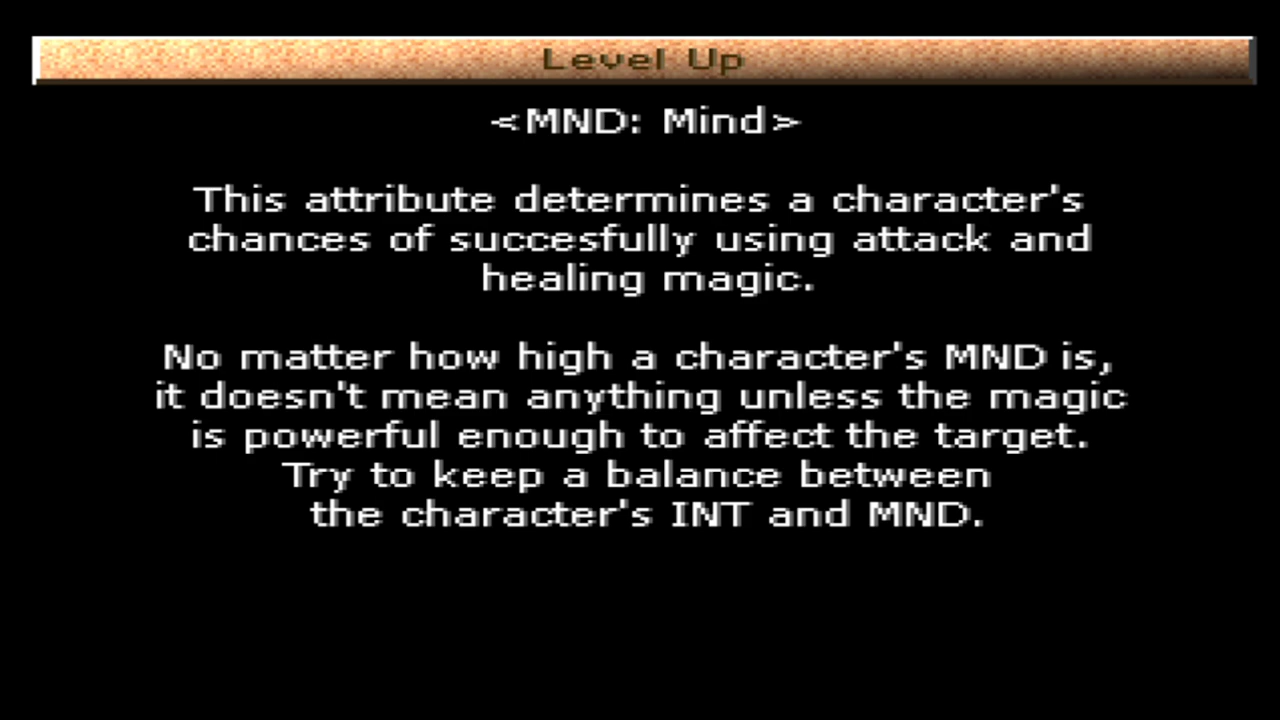 Level Up
<MND: Mind>
This attribute determines a character's
chances of succesfully using attack and
healing magic.
No matter how high a character's MND is,
it doesn't mean anything unless the magic
is powerful enough to affect the target.
Try to keep a balance between
the character's INT and MND.